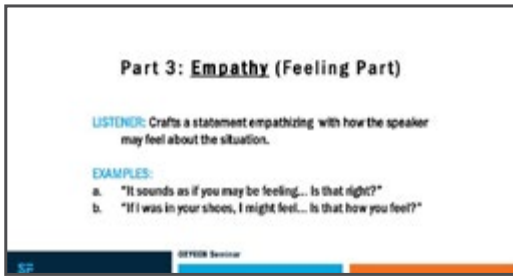 Part 3: Empathy (Feeling Part)
LISTENER: Crafts a statement empathizing with how the speaker
may feel about the situation.
EXAMPLES:
a. "It sounds as if you may be feeling... Is that right?"
b. "If I was in your shoes, I might feel... Is that how you feel?"
Seminar
SF